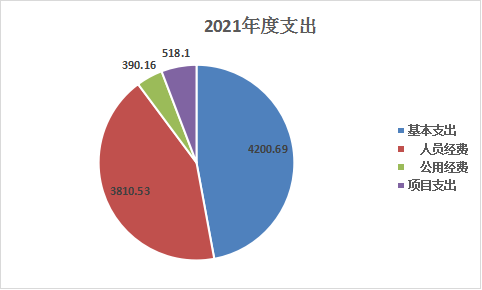 2021年度支出
518.1
390.16
4200.69
3810.53
基本支出
人员经费
公用经费
项目支出